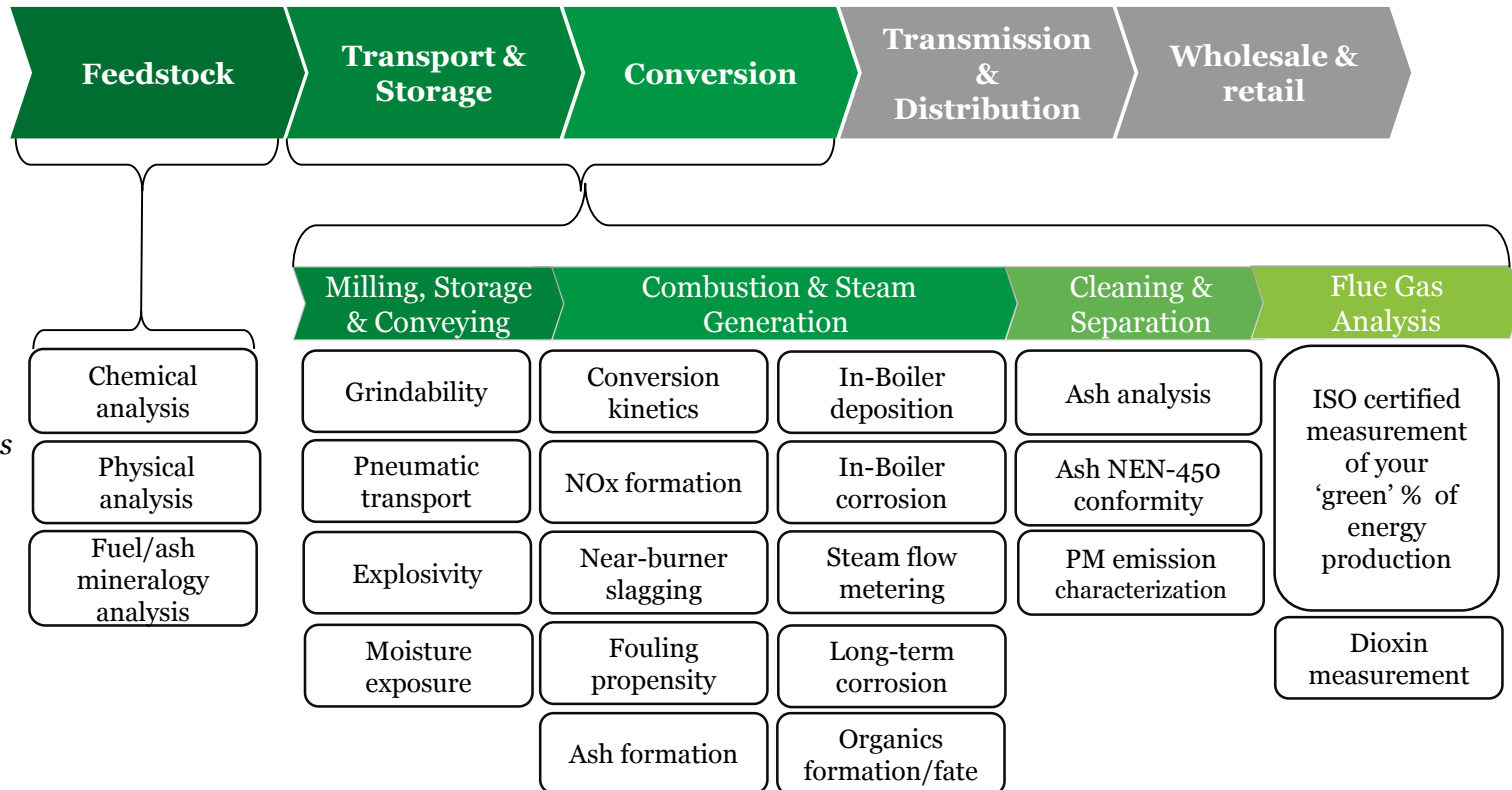 Feedstock
Transport &
Storage
Conversion
Transmission
&
Distribution
Wholesale &
retail
Milling, Storage
& Conveying
Combustion & Steam
Generation
Cleaning &
Separation
Flue Gas
Analysis
Chemical
analysis
s
Physical
analysis
Fuel/ash
mineralogy
analysis
Grindability
Pneumatic
transport
Explosivity
Moisture
exposure
Conversion
kinetics
NOx formation
Near-burner
slagging
Fouling
propensity
Ash formation
In-Boiler
deposition
In-Boiler
corrosion
Steam flow
metering
Long-term
corrosion
Organics
formation/fate
Ash analysis
Ash NEN-450
conformity
PM emission
characterization
ISO certified
measurement
of your
‘green’ % of
energy
production
Dioxin
measurement